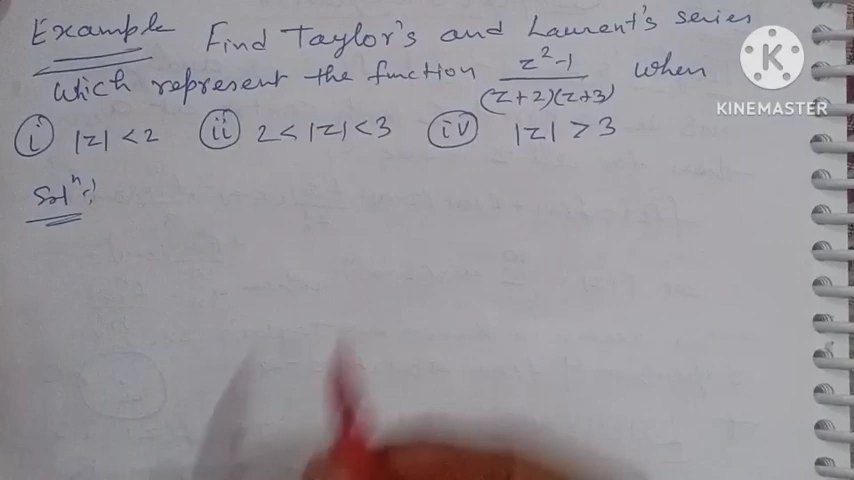 Example Find Taylor's and Laurent's series
which represent the function z²-1/(z+2)(z+3) when
(i) |z| < 2 (ii) 2 < |z| < 3 (iv) |z| > 3
Solⁿ:
K
KINEMASTER